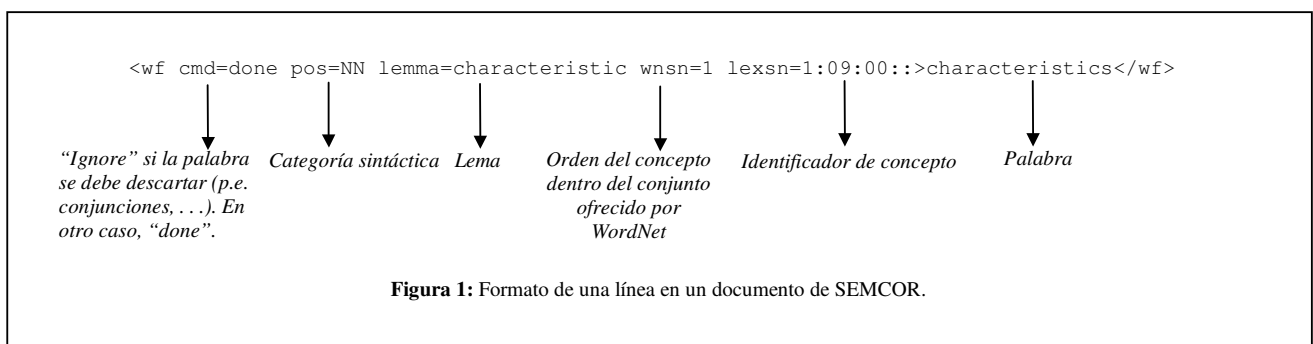 <wf cmd=done pos=NN lemma=characteristic wnsn=1 lexsn=1:09:00::>characteristics</wf>
“Ignore” si la palabra
se debe descartar (p.e.
conjunciones, . . .). En
otro caso, “done”.
Categoría sintáctica
Lema
Orden del concepto
dentro del conjunto
ofrecido por
WordNet
Identificador de concepto
Palabra
Figura 1: Formato de una línea en un documento de SEMCOR.